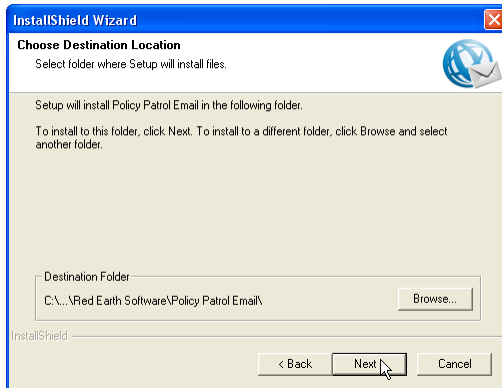 InstallShield Wizard
Choose Destination Location
Select folder where Setup will install files.
Setup will install Policy Patrol Email in the following folder.
To install to this folder, click Next. To install to a different folder, click Browse and select
another folder.
Destination Folder
C:\...\Red Earth Software\Policy Patrol Email\
Browse...
InstallShield
< Back
Next >
Cancel